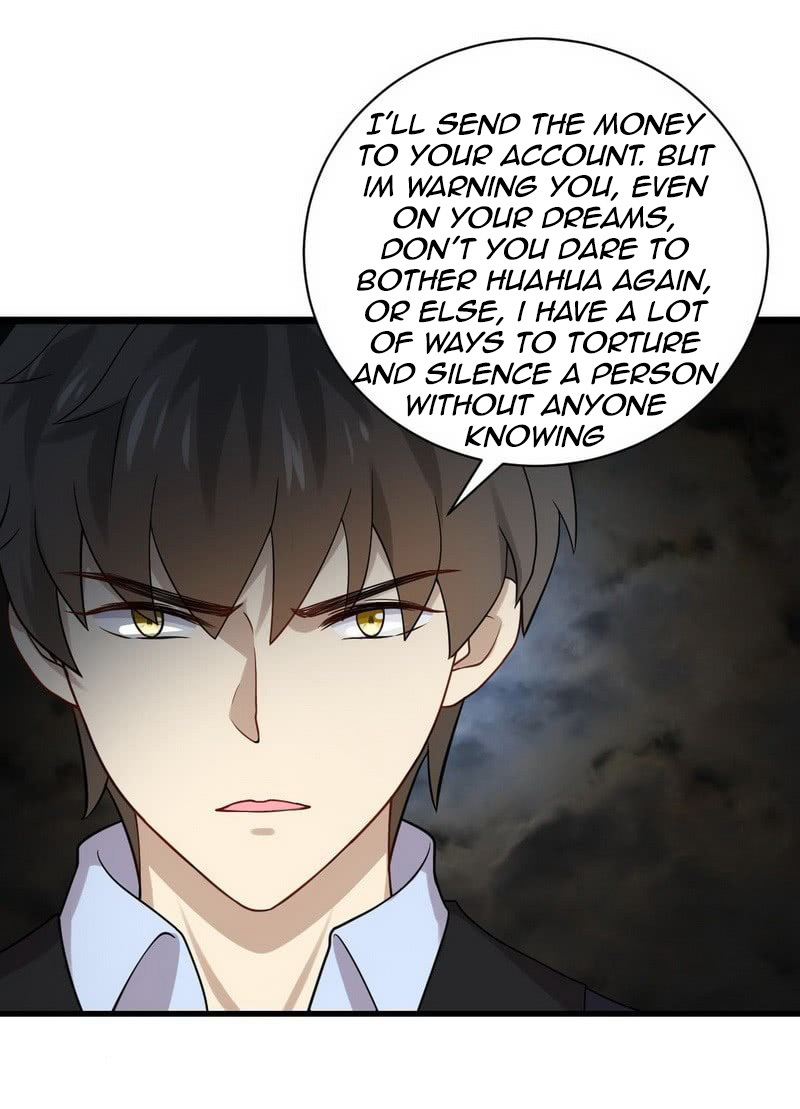 I'LL SEND THE MONEY
TO YOUR ACCOUNT. BUT
IM WARNING YOU, EVEN
ON YOUR DREAMS,
DON'T YOU DARE TO
BOTHER HUAHUA AGAIN,
OR ELSE, I HAVE A LOT
OF WAYS TO TORTURE
AND SILENCE A PERSON
WITHOUT ANYONE
KNOWING